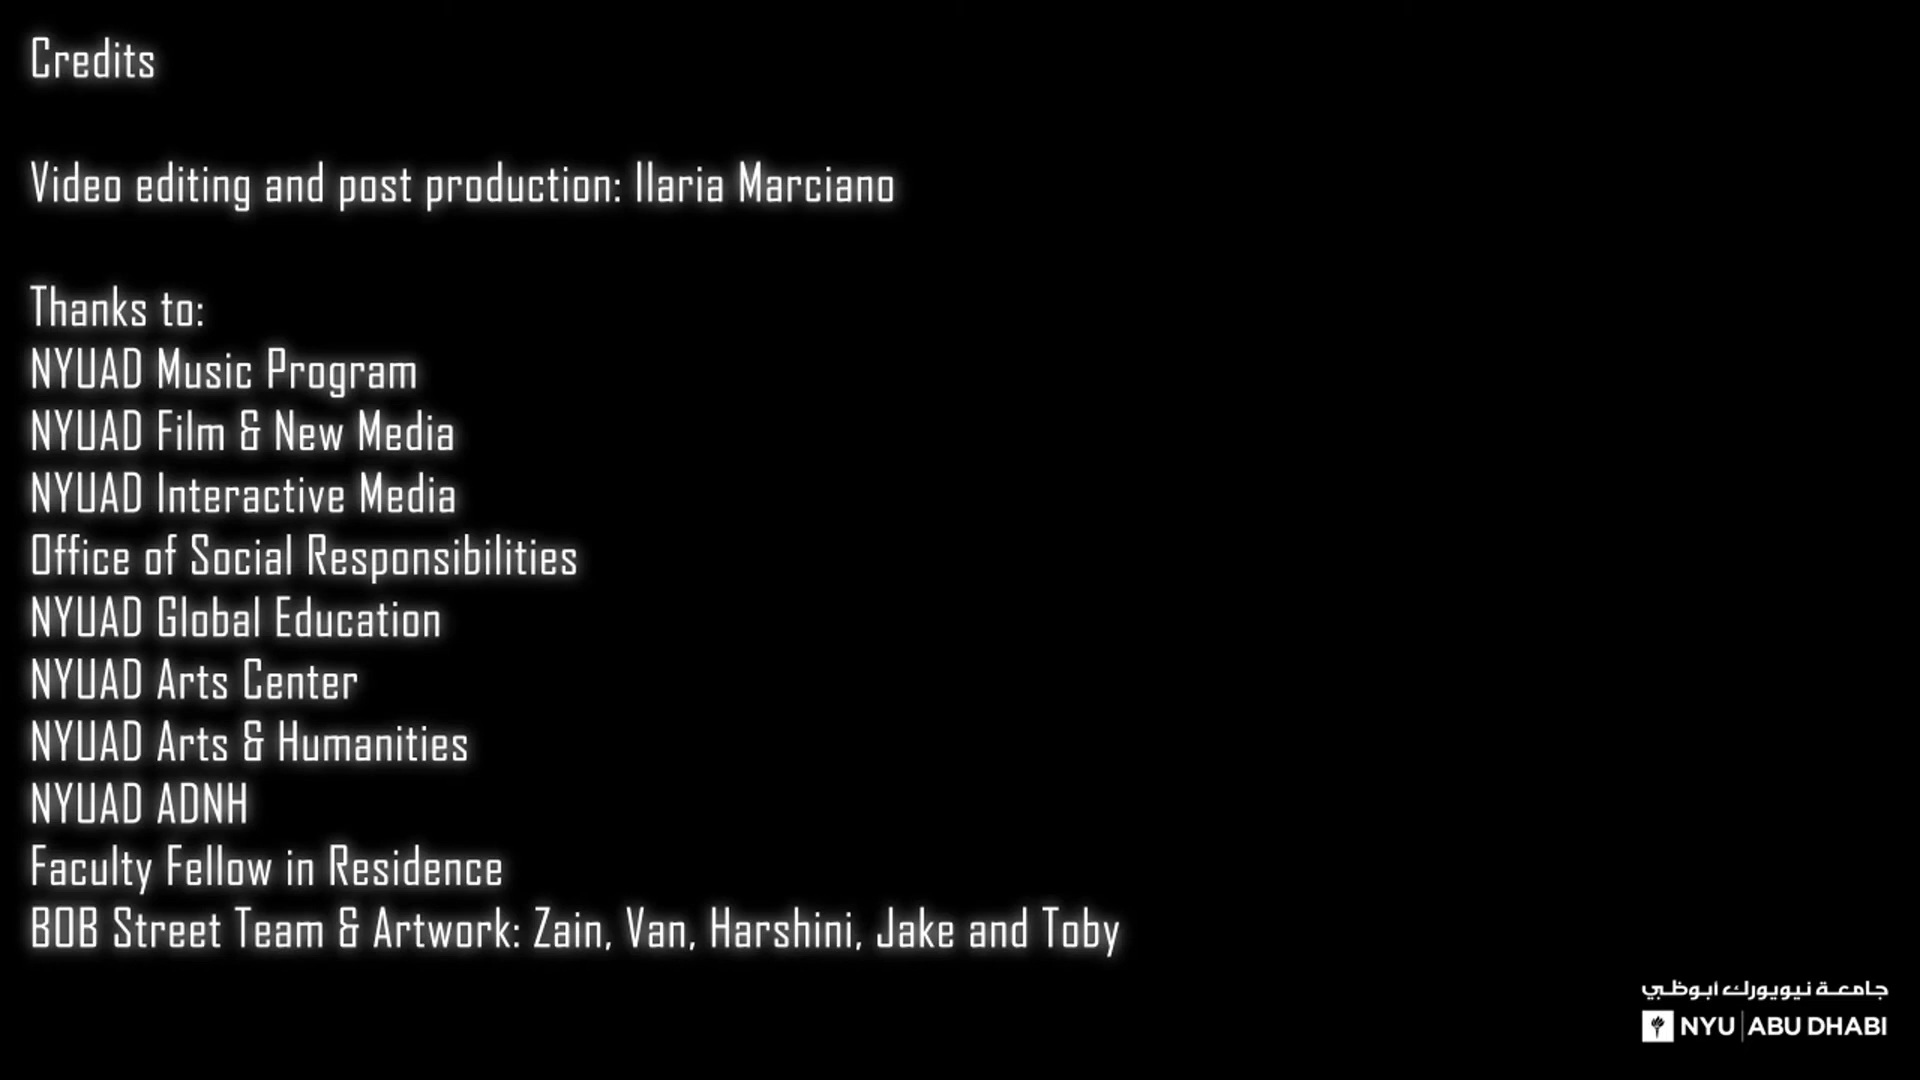 Credits
Video editing and post production: Ilaria Marciano
Thanks to:
NYUAD Music Program
NYUAD Film & New Media
NYUAD Interactive Media
Office of Social Responsibilities
NYUAD Global Education
NYUAD Arts Center
NYUAD Arts & Humanities
NYUAD ADNH
Faculty Fellow in Residence
BOB Street Team & Artwork: Zain, Van, Harshini, Jake and Toby
جامعة نيويورك أبوظبي
NYU | ABU DHABI